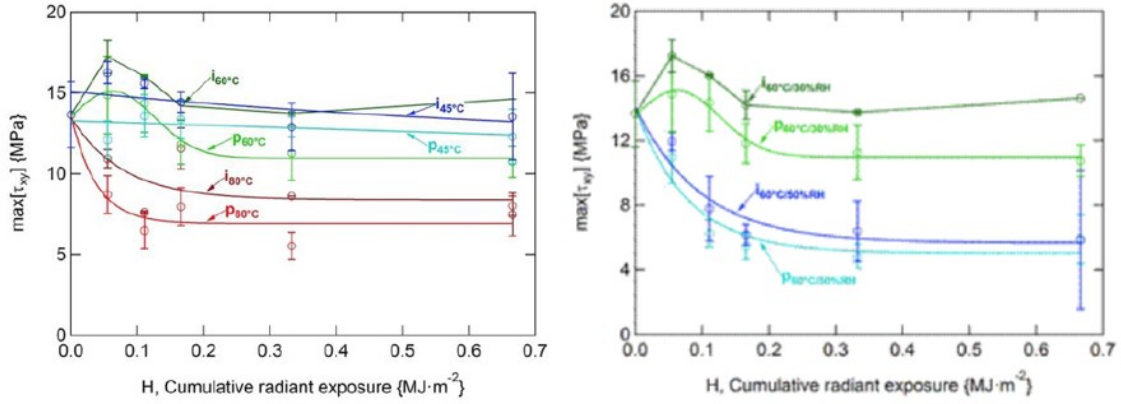 20
15
10
5
0
max[τxy] {MPa}
i60°C
i45°C
p60°C
p45°C
i80°C
p80°C
0.0 0.1 0.2 0.3 0.4 0.5 0.6 0.7
H, Cumulative radiant exposure {MJ·m-2}
20
16
12
8
4
0
max[τxy] {MPa}
i60°C/30%RH
p60°C/30%RH
i60°C/50%RH
p60°C/50%RH
0.0 0.1 0.2 0.3 0.4 0.5 0.6 0.7
H, Cumulative radiant exposure {MJ·m-2}